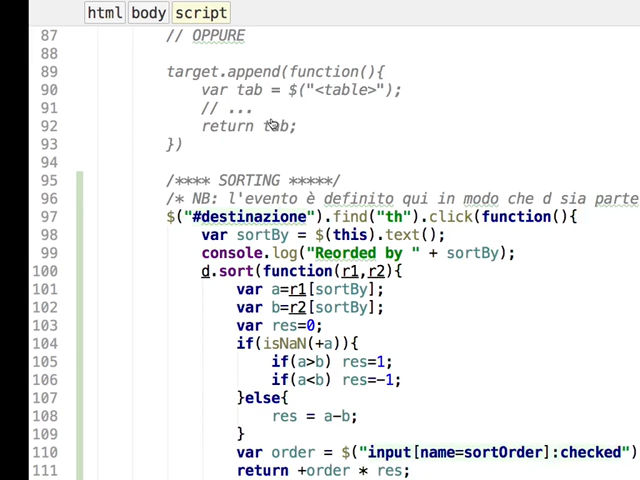 html body script
87 // OPPURE
88
89 target.append(function(){
90 var tab = $("<table>");
91 // ...
92 return tab;
93 })
94
95 /**** SORTING *****/
96 /* NB: l'evento è definito qui in modo che d sia parte
97 $("#destinazione").find("th").click(function(){
98 var sortBy = $(this).text();
99 console.log("Reorded by " + sortBy);
100 d.sort(function(r1,r2){
101 var a=r1[sortBy];
102 var b=r2[sortBy];
103 var res=0;
104 if(isNaN(+a)){
105 if(a>b) res=1;
106 if(a<b) res=-1;
107 }else{
108 res = a-b;
109 }
110 var order = $("input[name=sortOrder]:checked")
111 return +order * res;